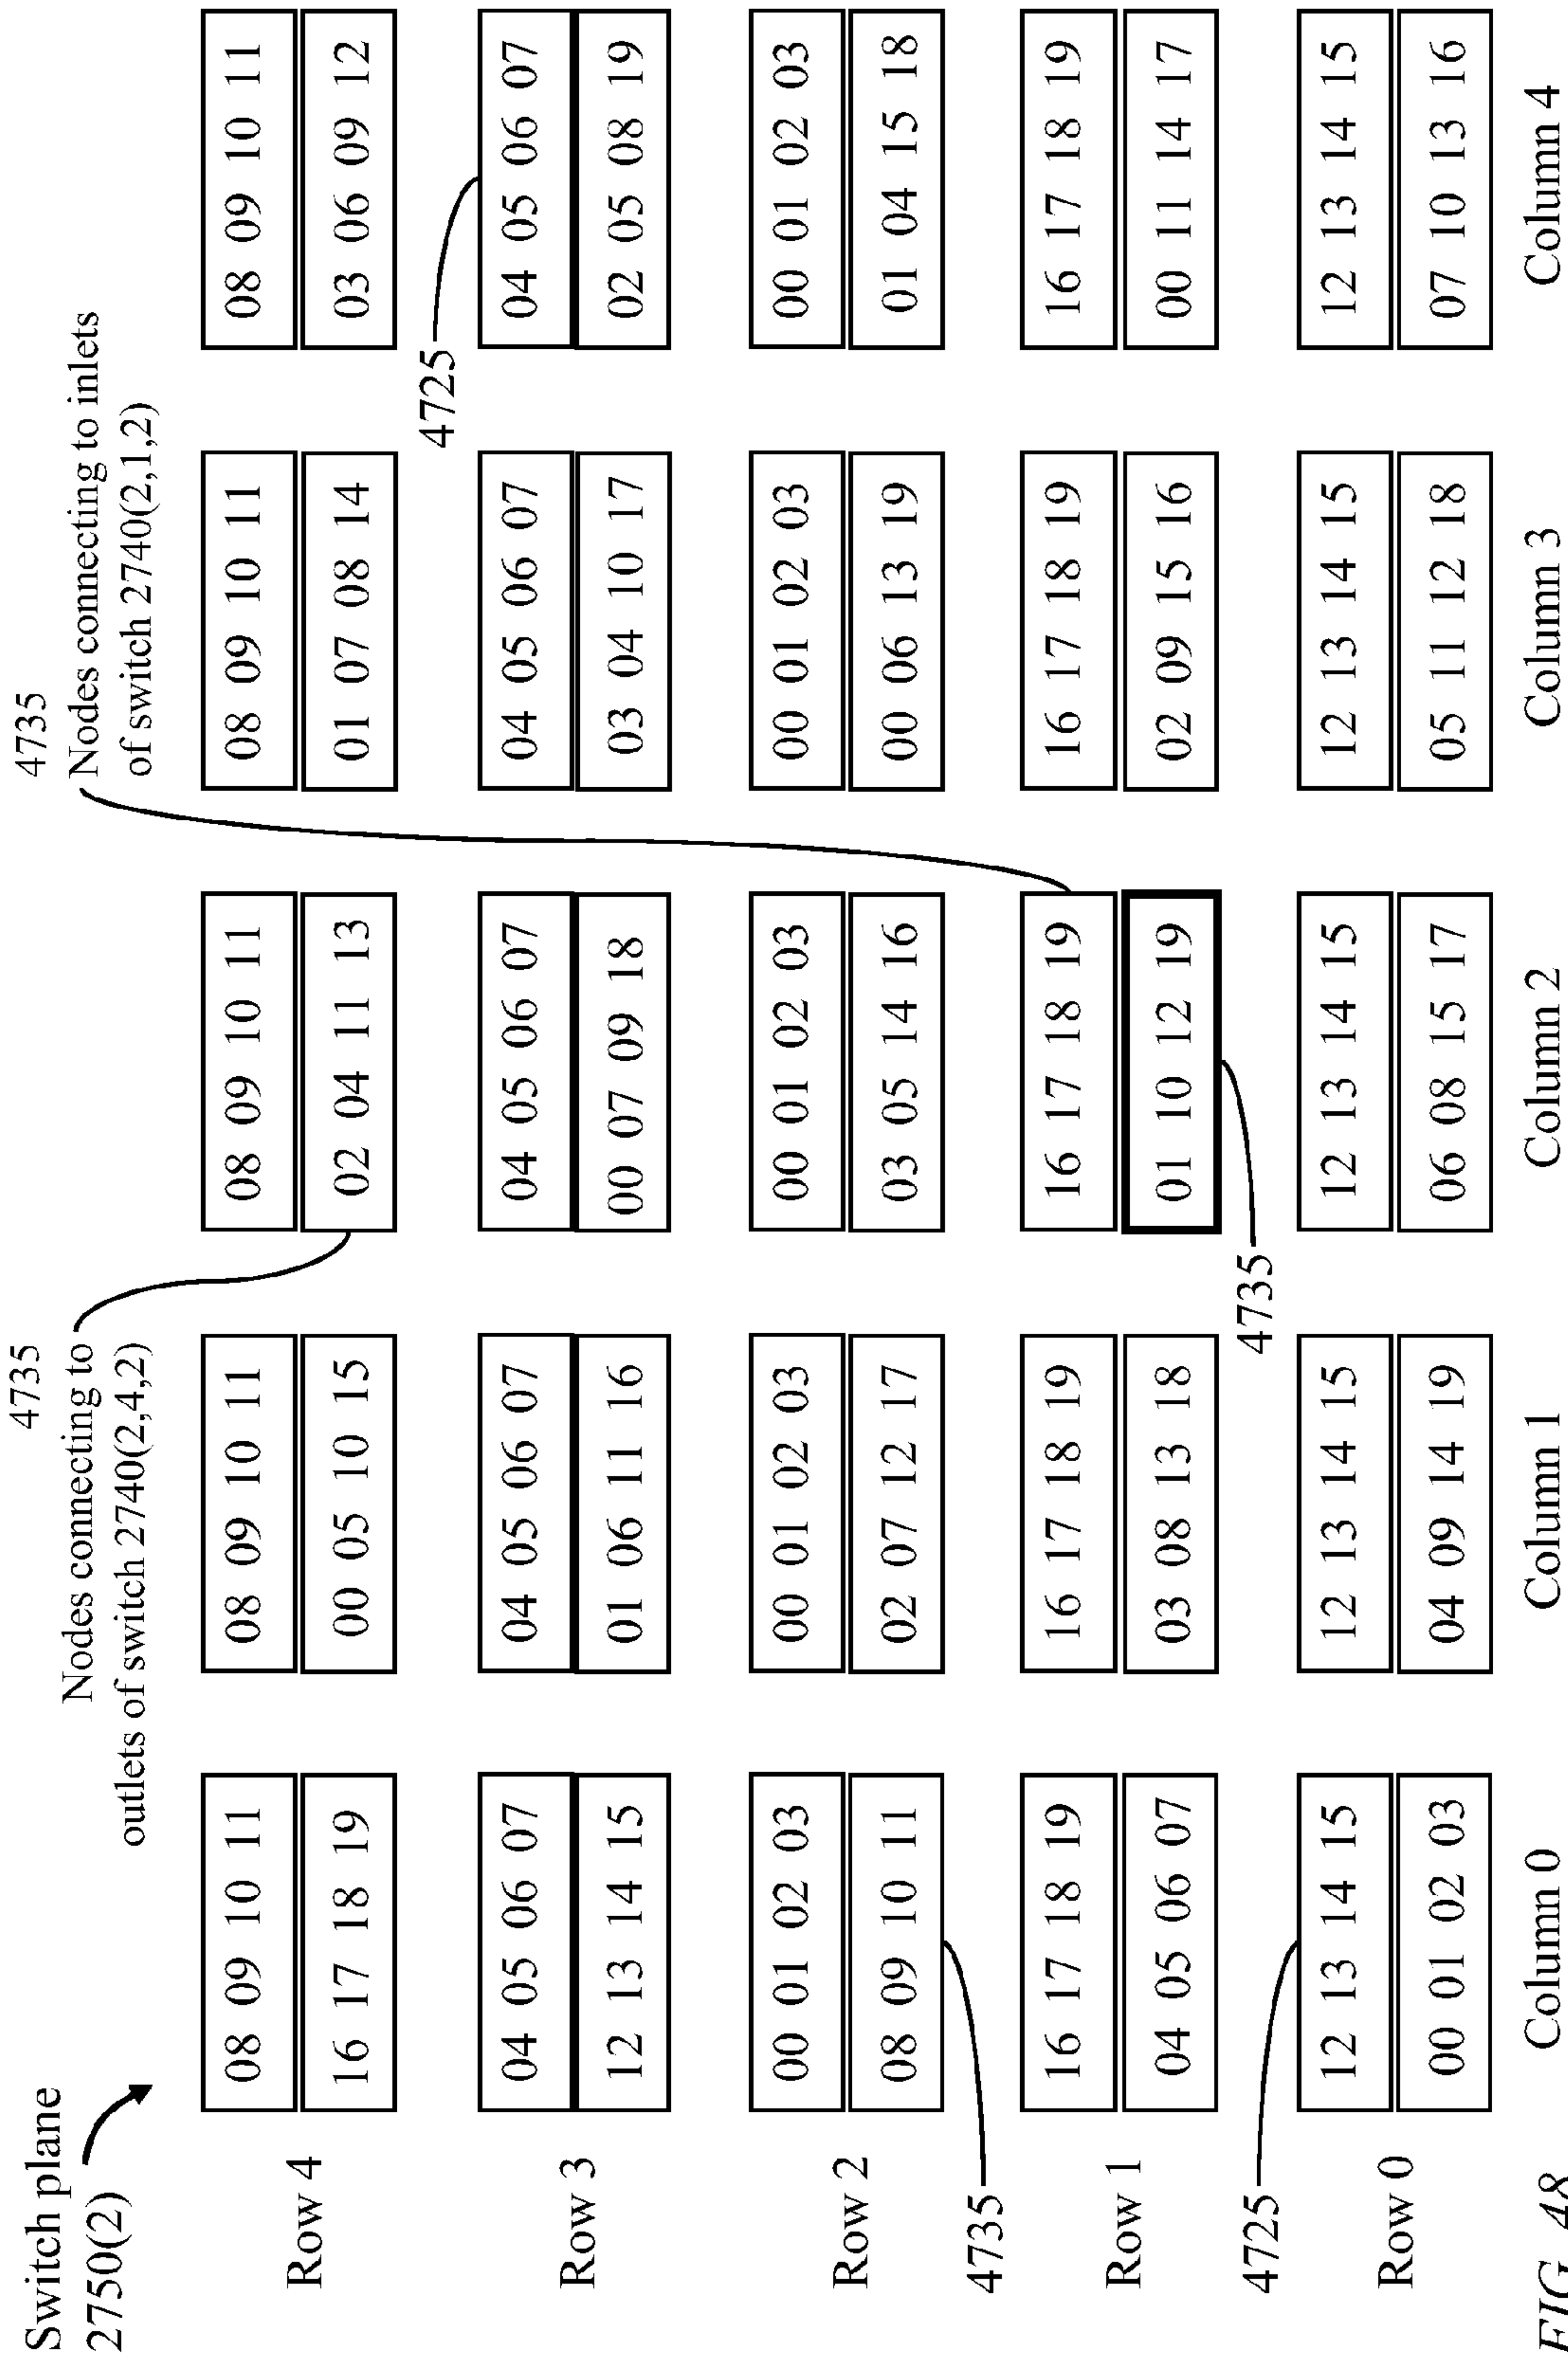 Switch plane
2750(2)
4735
Nodes connecting to
outlets of switch 2740(2,4,2)
4735
Nodes connecting to inlets
of switch 2740(2,1,2)
Row 4
08 09 10 11
16 17 18 19
08 09 10 11
00 05 10 15
08 09 10 11
02 04 11 13
08 09 10 11
01 07 08 14
08 09 10 11
03 06 09 12
4725
Row 3
04 05 06 07
12 13 14 15
04 05 06 07
01 06 11 16
04 05 06 07
00 07 09 18
04 05 06 07
03 04 10 17
04 05 06 07
02 05 08 19
Row 2
00 01 02 03
08 09 10 11
00 01 02 03
02 07 12 17
00 01 02 03
03 05 14 16
00 01 02 03
00 06 13 19
00 01 02 03
01 04 15 18
4735
Row 1
16 17 18 19
04 05 06 07
16 17 18 19
03 08 13 18
16 17 18 19
01 10 12 19
16 17 18 19
02 09 15 16
16 17 18 19
00 11 14 17
4725
4735
Row 0
12 13 14 15
00 01 02 03
12 13 14 15
04 09 14 19
12 13 14 15
06 08 15 17
12 13 14 15
05 11 12 18
12 13 14 15
07 10 13 16
Column 0
Column 1
Column 2
Column 3
Column 4
FIG. 48